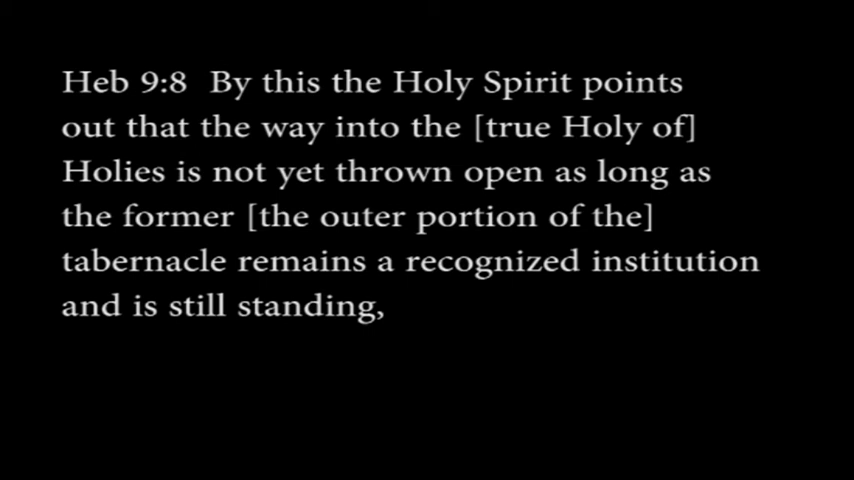 Heb 9:8  By this the Holy Spirit points
out that the way into the [true Holy of]
Holies is not yet thrown open as long as
the former [the outer portion of the]
tabernacle remains a recognized institution
and is still standing,